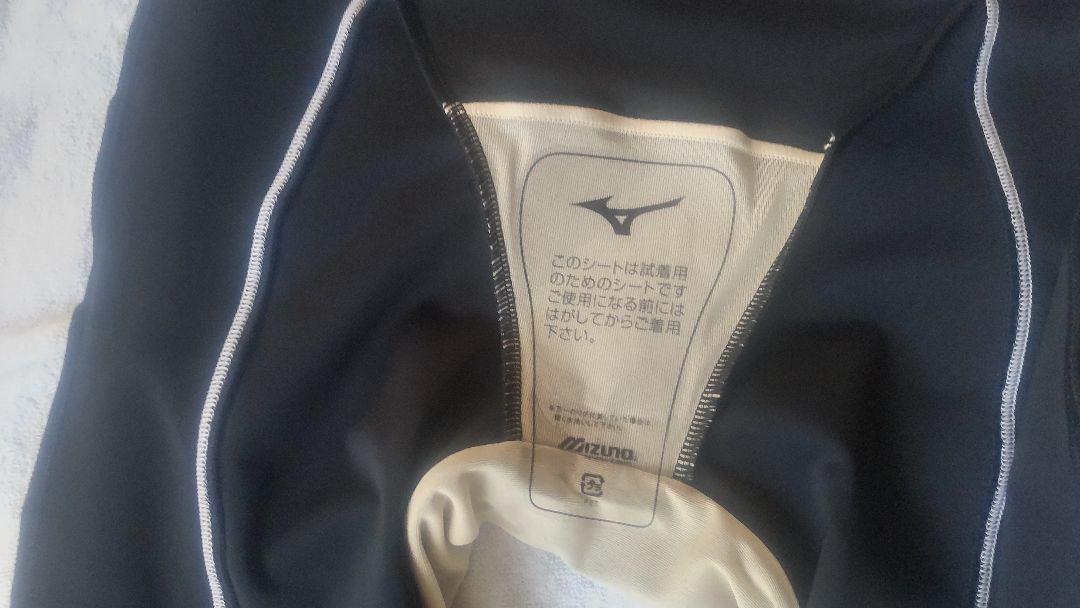 このシートは試着用
のためのシートです
ご使用になる前には
はがしてからご着用
下さい。
MIZUNO